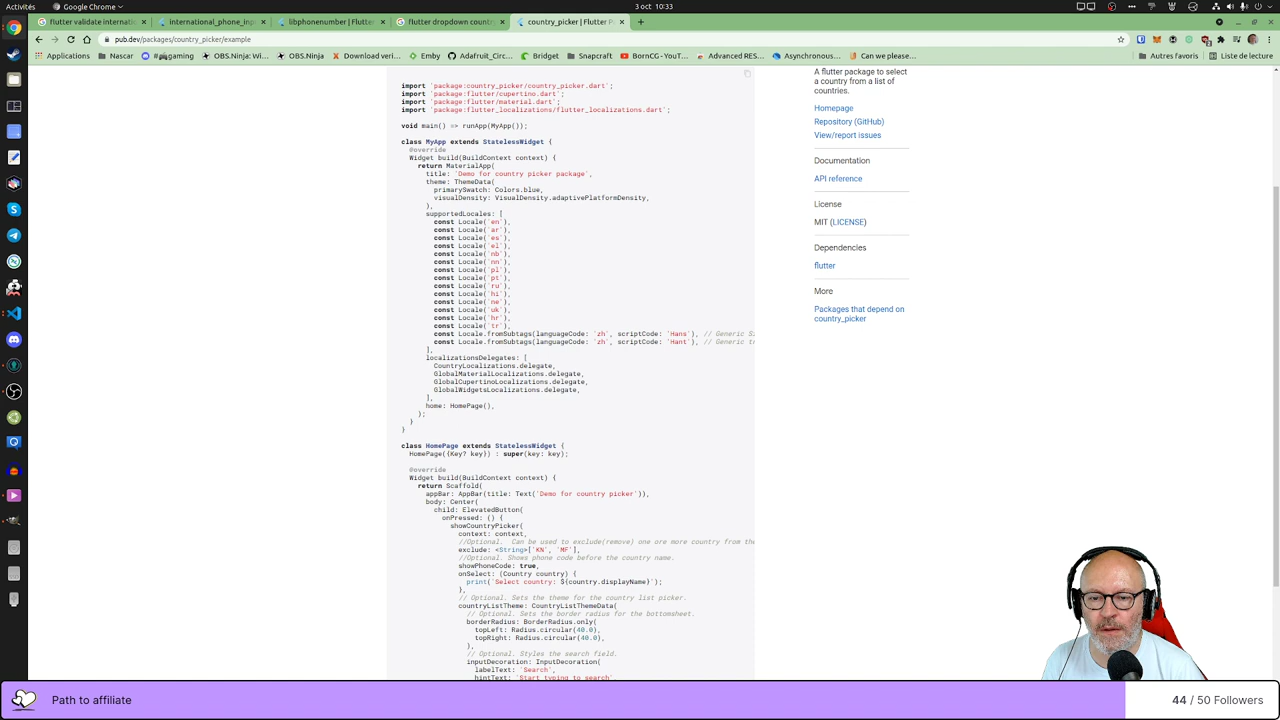 Activités
Google Chrome
3 oct 10:33
flutter validate internatio
international_phone_inp
libphonenumber | Flutter
flutter dropdown countr
country_picker | Flutter P
pub.dev/packages/country_picker/example
Applications
Nascar
#gaming
OBS.Ninja: Wi...
OBS.Ninja
Download veri...
Emby
Adafruit_Circ...
Bridget
Snapcraft
BornCG - YouT...
Advanced RES...
Asynchronous...
Can we please...
Autres favoris
Liste de lecture
import 'package:country_picker/country_picker.dart';
import 'package:flutter/cupertino.dart';
import 'package:flutter/material.dart';
import 'package:flutter_localizations/flutter_localizations.dart';
void main() => runApp(MyApp());
class MyApp extends StatelessWidget {
@override
Widget build(BuildContext context) {
return MaterialApp(
title: 'Demo for country picker package',
theme: ThemeData(
primarySwatch: Colors.blue,
visualDensity: VisualDensity.adaptivePlatformDensity,
),
supportedLocales: [
const Locale('en'),
const Locale('ar'),
const Locale('es'),
const Locale('el'),
const Locale('nb'),
const Locale('nn'),
const Locale('pl'),
const Locale('pt'),
const Locale('ru'),
const Locale('hi'),
const Locale('ne'),
const Locale('uk'),
const Locale('hr'),
const Locale('tr'),
const Locale.fromSubtags(languageCode: 'zh', scriptCode: 'Hans'), // Generic S
const Locale.fromSubtags(languageCode: 'zh', scriptCode: 'Hant'), // Generic tr
],
localizationsDelegates: [
CountryLocalizations.delegate,
GlobalMaterialLocalizations.delegate,
GlobalCupertinoLocalizations.delegate,
GlobalWidgetsLocalizations.delegate,
],
home: HomePage(),
);
}
}
class HomePage extends StatelessWidget {
HomePage({Key? key}) : super(key: key);
@override
Widget build(BuildContext context) {
return Scaffold(
appBar: AppBar(title: Text('Demo for country picker')),
body: Center(
child: ElevatedButton(
onPressed: () {
showCountryPicker(
context: context,
//Optional. Can be used to exclude(remove) one ore more country from the
exclude: <String>['KN', 'MF'],
//Optional. Shows phone code before the country name.
showPhoneCode: true,
onSelect: (Country country) {
print('Select country: ${country.displayName}');
},
// Optional. Sets the theme for the country list picker.
countryListTheme: CountryListThemeData(
// Optional. Sets the border radius for the bottomsheet.
borderRadius: BorderRadius.only(
topLeft: Radius.circular(40.0),
topRight: Radius.circular(40.0),
),
// Optional. Styles the search field.
inputDecoration: InputDecoration(
labelText: 'Search',
hintText: 'Start typing to search',
A flutter package to select
a country from a list of
countries.
Homepage
Repository (GitHub)
View/report issues
Documentation
API reference
License
MIT (LICENSE)
Dependencies
flutter
More
Packages that depend on
country_picker
Path to affiliate
44 / 50 Followers